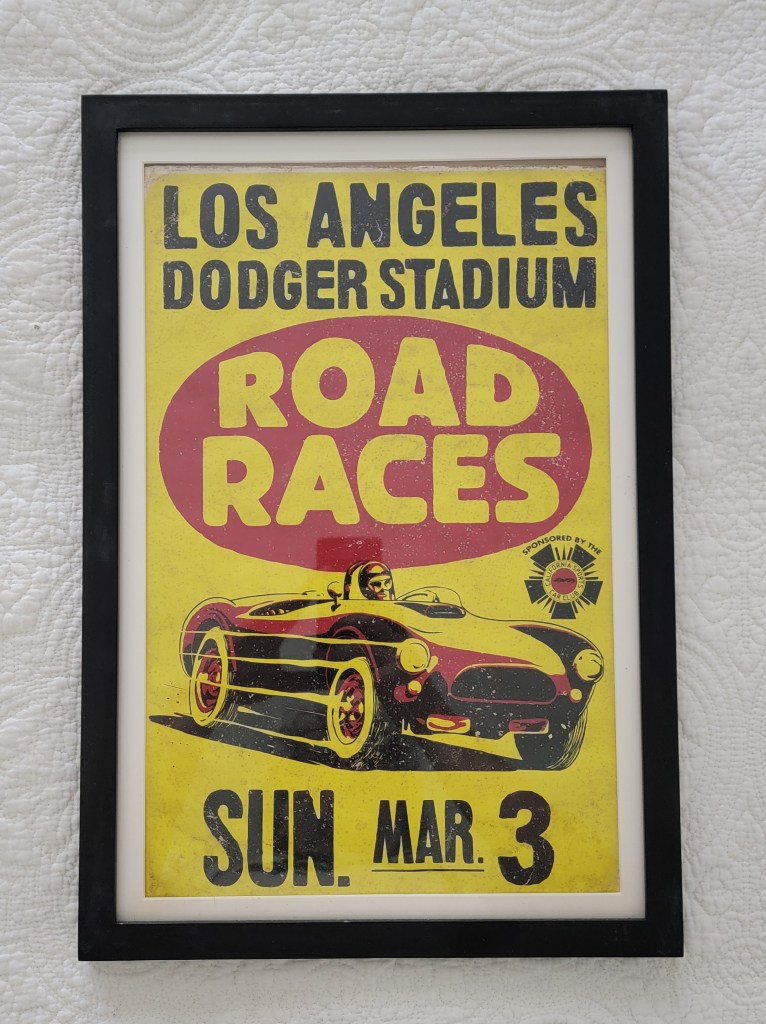 LOS ANGELES
DODGER STADIUM
ROAD
RACES
SPONSORED BY THE
CALIFORNIA SPORTS
CAR CLUB
SUN. MAR. 3